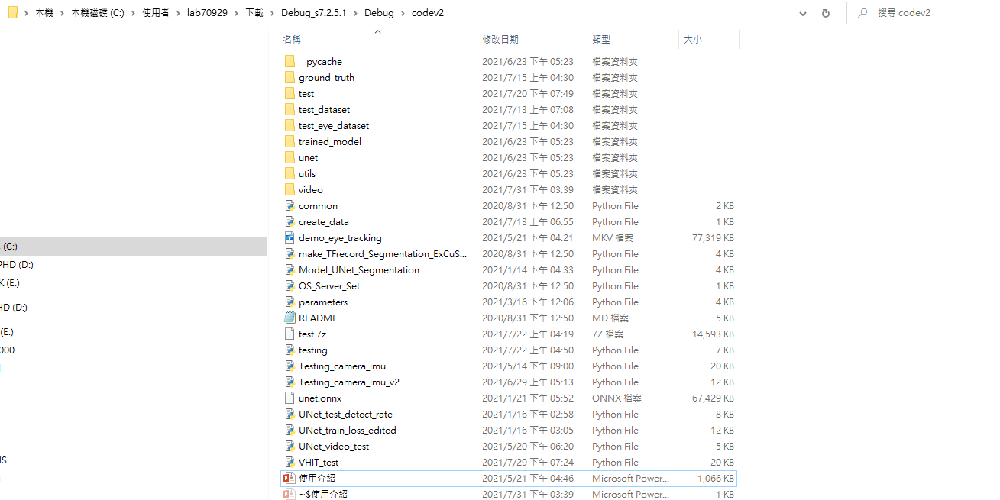 本機 > 本機磁碟 (C:) > 使用者 > lab70929 > 下載 > Debug_s7.2.5.1 > Debug > codev2 搜尋 codev2
名稱 修改日期 類型 大小
__pycache__ 2021/6/23 下午 05:23 檔案資料夾
ground_truth 2021/7/15 上午 04:30 檔案資料夾
test 2021/7/20 下午 07:49 檔案資料夾
test_dataset 2021/7/13 上午 07:08 檔案資料夾
test_eye_dataset 2021/7/15 上午 04:30 檔案資料夾
trained_model 2021/6/23 下午 05:23 檔案資料夾
unet 2021/6/23 下午 05:23 檔案資料夾
utils 2021/6/23 下午 05:23 檔案資料夾
video 2021/7/31 下午 03:39 檔案資料夾
common 2020/8/31 下午 12:50 Python File 2 KB
create_data 2021/7/13 上午 06:55 Python File 1 KB
demo_eye_tracking 2021/5/21 下午 04:21 MKV 檔案 77,319 KB
(C:)
make_TFrecord_Segmentation_ExCuS... 2020/8/31 下午 12:50 Python File 4 KB
PHD (D:)
Model_UNet_Segmentation 2021/1/14 下午 04:33 Python File 4 KB
K (E:)
OS_Server_Set 2020/8/31 下午 12:50 Python File 1 KB
parameters 2021/3/16 下午 12:06 Python File 4 KB
HD (D:)
README 2020/8/31 下午 12:50 MD 檔案 5 KB
(E:)
test.7z 2021/7/22 上午 04:19 7Z 檔案 14,593 KB
000
testing 2021/7/22 上午 04:50 Python File 7 KB
Testing_camera_imu 2021/5/14 下午 09:00 Python File 20 KB
Testing_camera_imu_v2 2021/6/29 上午 05:13 Python File 12 KB
unet.onnx 2021/1/21 下午 05:52 ONNX 檔案 67,429 KB
UNet_test_detect_rate 2021/1/16 下午 02:58 Python File 8 KB
UNet_train_loss_edited 2021/1/16 下午 03:05 Python File 12 KB
UNet_video_test 2021/5/20 下午 06:20 Python File 5 KB
IS
VHIT_test 2021/7/29 下午 07:24 Python File 20 KB
使用介紹 2021/5/21 下午 04:46 Microsoft Power... 1,066 KB
~$使用介紹 2021/7/31 下午 03:39 Microsoft Power... 1 KB